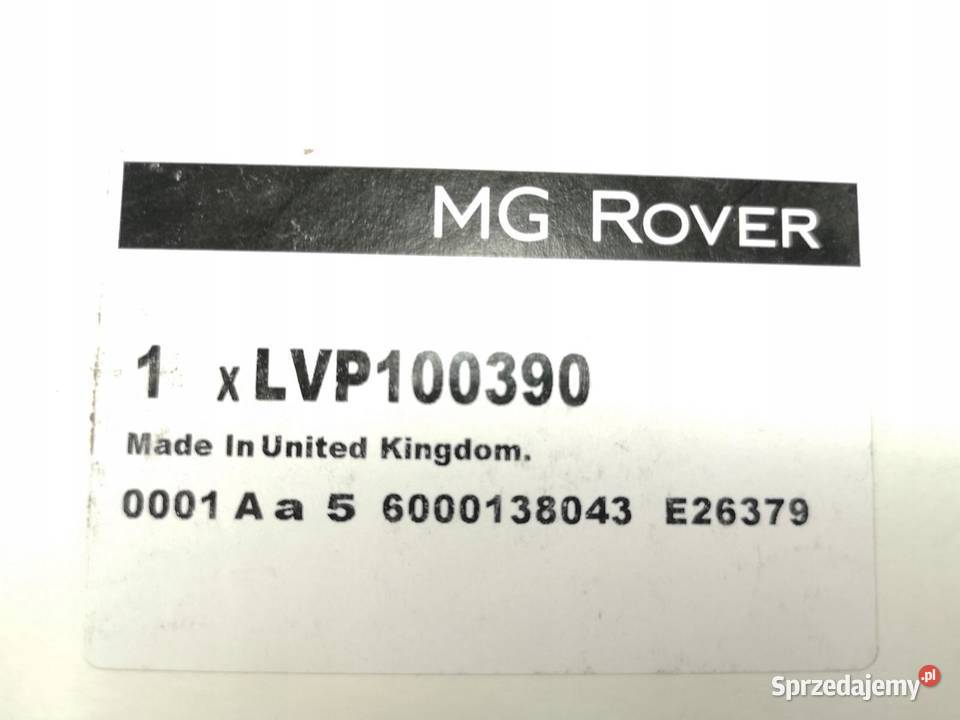 MG ROVER
1 x LVP100390
Made In United Kingdom.
0001 A a 5 6000138043 E26379
Sprzedajemy.pl